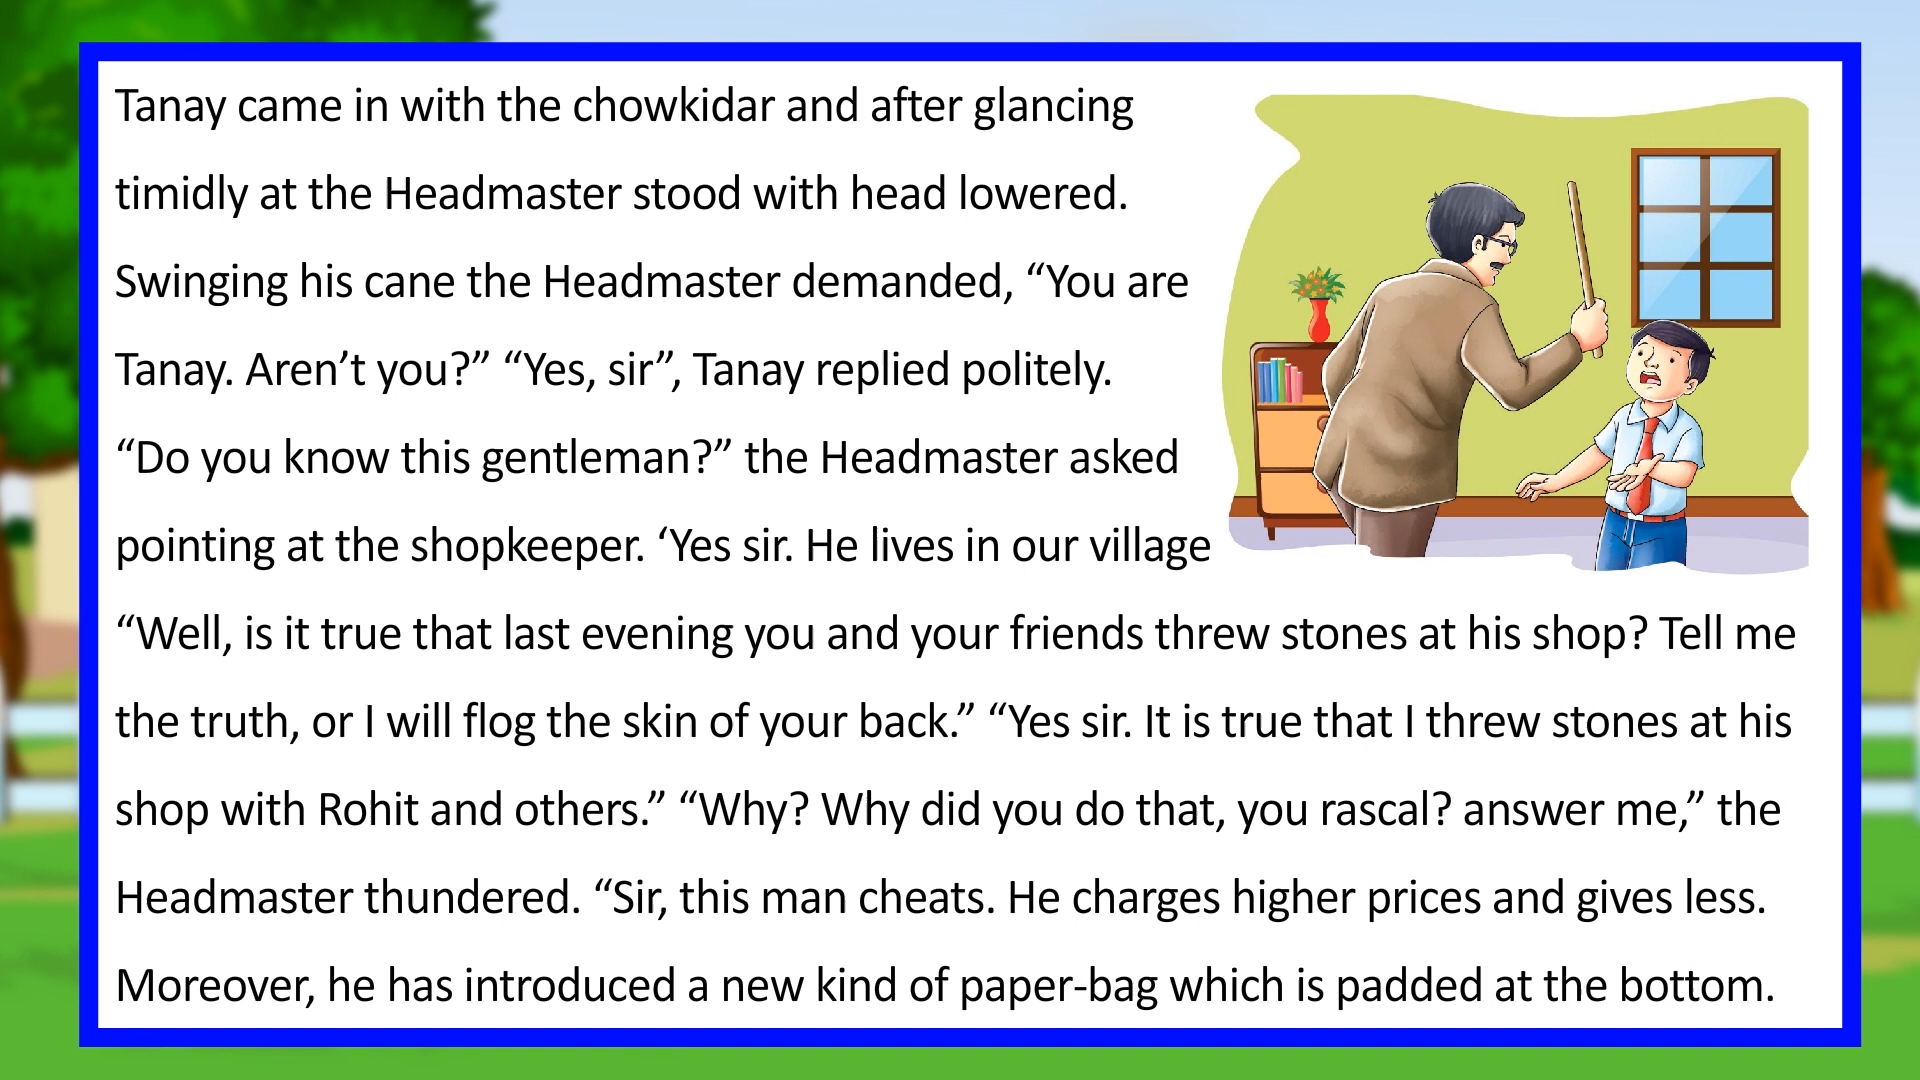 Tanay came in with the chowkidar and after glancing
timidly at the Headmaster stood with head lowered.
Swinging his cane the Headmaster demanded, “You are
Tanay. Aren’t you?” “Yes, sir”, Tanay replied politely.
“Do you know this gentleman?” the Headmaster asked
pointing at the shopkeeper. ‘Yes sir. He lives in our village
“Well, is it true that last evening you and your friends threw stones at his shop? Tell me
the truth, or I will flog the skin of your back.” “Yes sir. It is true that I threw stones at his
shop with Rohit and others.” “Why? Why did you do that, you rascal? answer me,” the
Headmaster thundered. “Sir, this man cheats. He charges higher prices and gives less.
Moreover, he has introduced a new kind of paper-bag which is padded at the bottom.